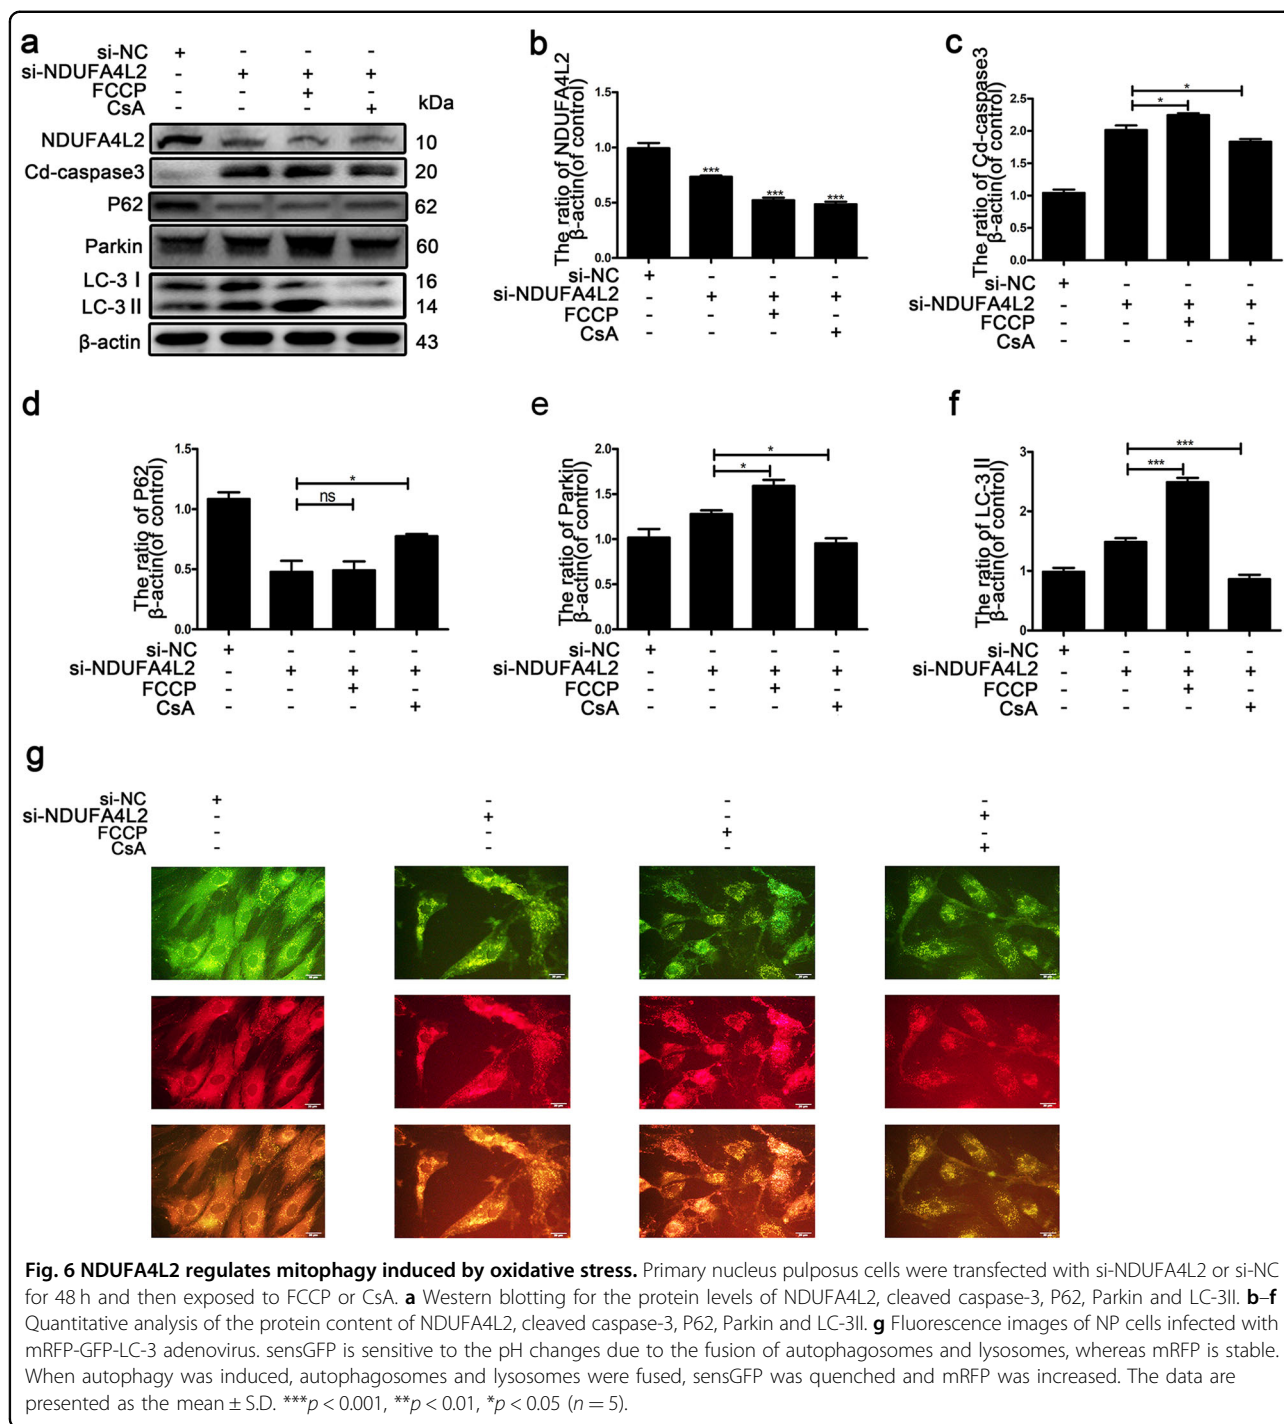 a
si-NC + - - -
si-NDUFA4L2 - + + +
FCCP - - + -
CsA - - - +
kDa
NDUFA4L2 10
Cd-caspase3 20
P62 62
Parkin 60
LC-3 I 16
LC-3 II 14
β-actin 43
b
The ratio of NDUFA4L2
β-actin(of control)
1.5
1.0
0.5
0.0
*** *** ***
si-NC + - - -
si-NDUFA4L2 - + + +
FCCP - - + -
CsA - - - +
c
The ratio of Cd-caspase3
β-actin(of control)
2.5
2.0
1.5
1.0
0.5
0.0
*
*
si-NC + - - -
si-NDUFA4L2 - + + +
FCCP - - + -
CsA - - - +
d
The ratio of P62
β-actin(of control)
1.5
1.0
0.5
0.0
*
ns
si-NC + - - -
si-NDUFA4L2 - + + +
FCCP - - + -
CsA - - - +
e
The ratio of Parkin
β-actin(of control)
2.0
1.5
1.0
0.5
0.0
*
*
si-NC + - - -
si-NDUFA4L2 - + + +
FCCP - - + -
CsA - - - +
f
The ratio of LC-3II
β-actin(of control)
3
2
1
0
***
***
si-NC + - - -
si-NDUFA4L2 - + + +
FCCP - - + -
CsA - - - +
g
si-NC + - - -
si-NDUFA4L2 - + - +
FCCP - - + -
CsA - - - +
Fig. 6 NDUFA4L2 regulates mitophagy induced by oxidative stress. Primary nucleus pulposus cells were transfected with si-NDUFA4L2 or si-NC
for 48 h and then exposed to FCCP or CsA. a Western blotting for the protein levels of NDUFA4L2, cleaved caspase-3, P62, Parkin and LC-3II. b–f
Quantitative analysis of the protein content of NDUFA4L2, cleaved caspase-3, P62, Parkin and LC-3II. g Fluorescence images of NP cells infected with
mRFP-GFP-LC-3 adenovirus. sensGFP is sensitive to the pH changes due to the fusion of autophagosomes and lysosomes, whereas mRFP is stable.
When autophagy was induced, autophagosomes and lysosomes were fused, sensGFP was quenched and mRFP was increased. The data are
presented as the mean ± S.D. ***p < 0.001, **p < 0.01, *p < 0.05 (n = 5).